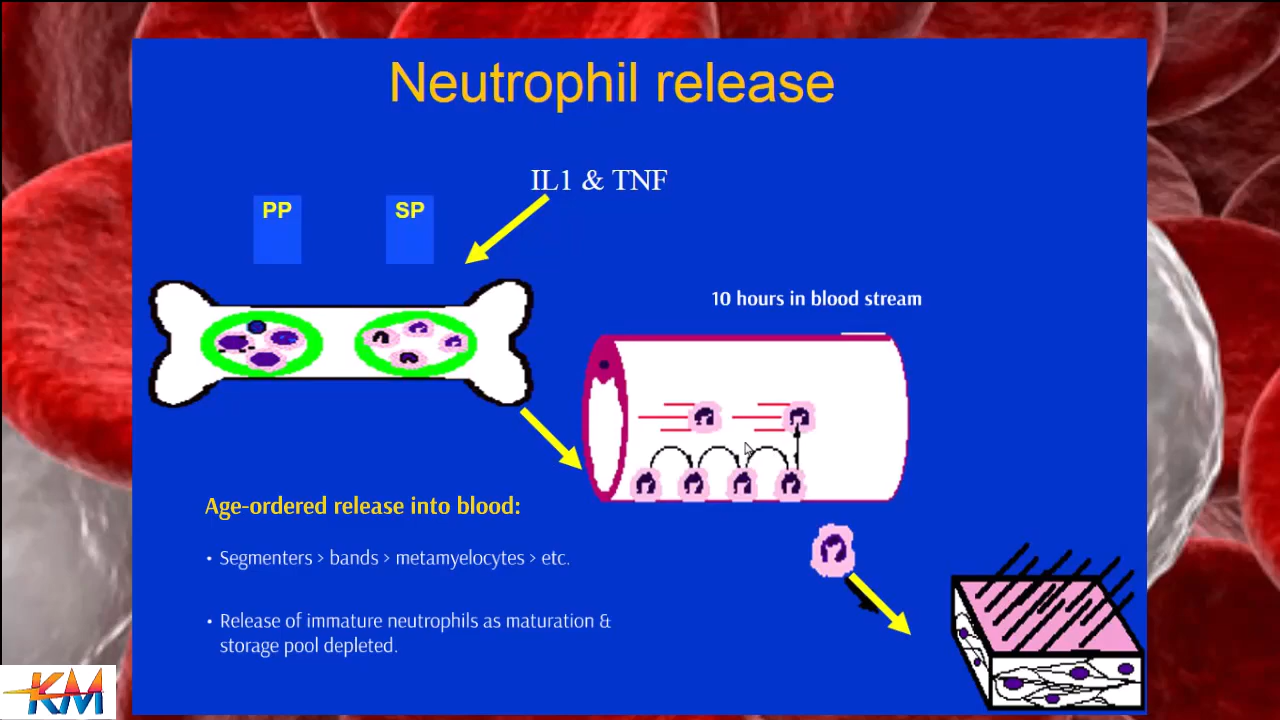 Neutrophil release
IL1 & TNF
PP
SP
10 hours in blood stream
Age-ordered release into blood:
• Segmenters > bands > metamyelocytes > etc.
• Release of immature neutrophils as maturation &
storage pool depleted.
KM